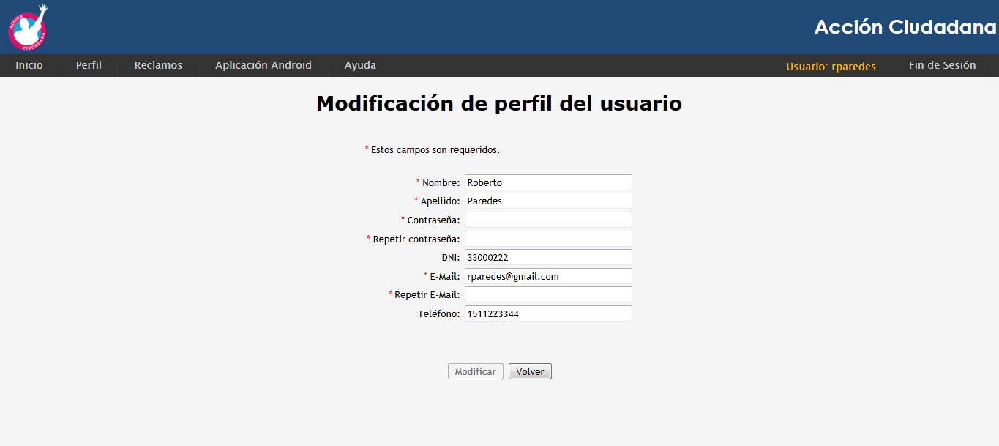 ACCION CIUDADANA
Acción Ciudadana
Inicio Perfil Reclamos Aplicación Android Ayuda Usuario: rparedes Fin de Sesión
Modificación de perfil del usuario
* Estos campos son requeridos.
* Nombre: Roberto
* Apellido: Paredes
* Contraseña:
* Repetir contraseña:
DNI: 33000222
* E-Mail: rparedes@gmail.com
* Repetir E-Mail:
Teléfono: 1511223344
Modificar Volver